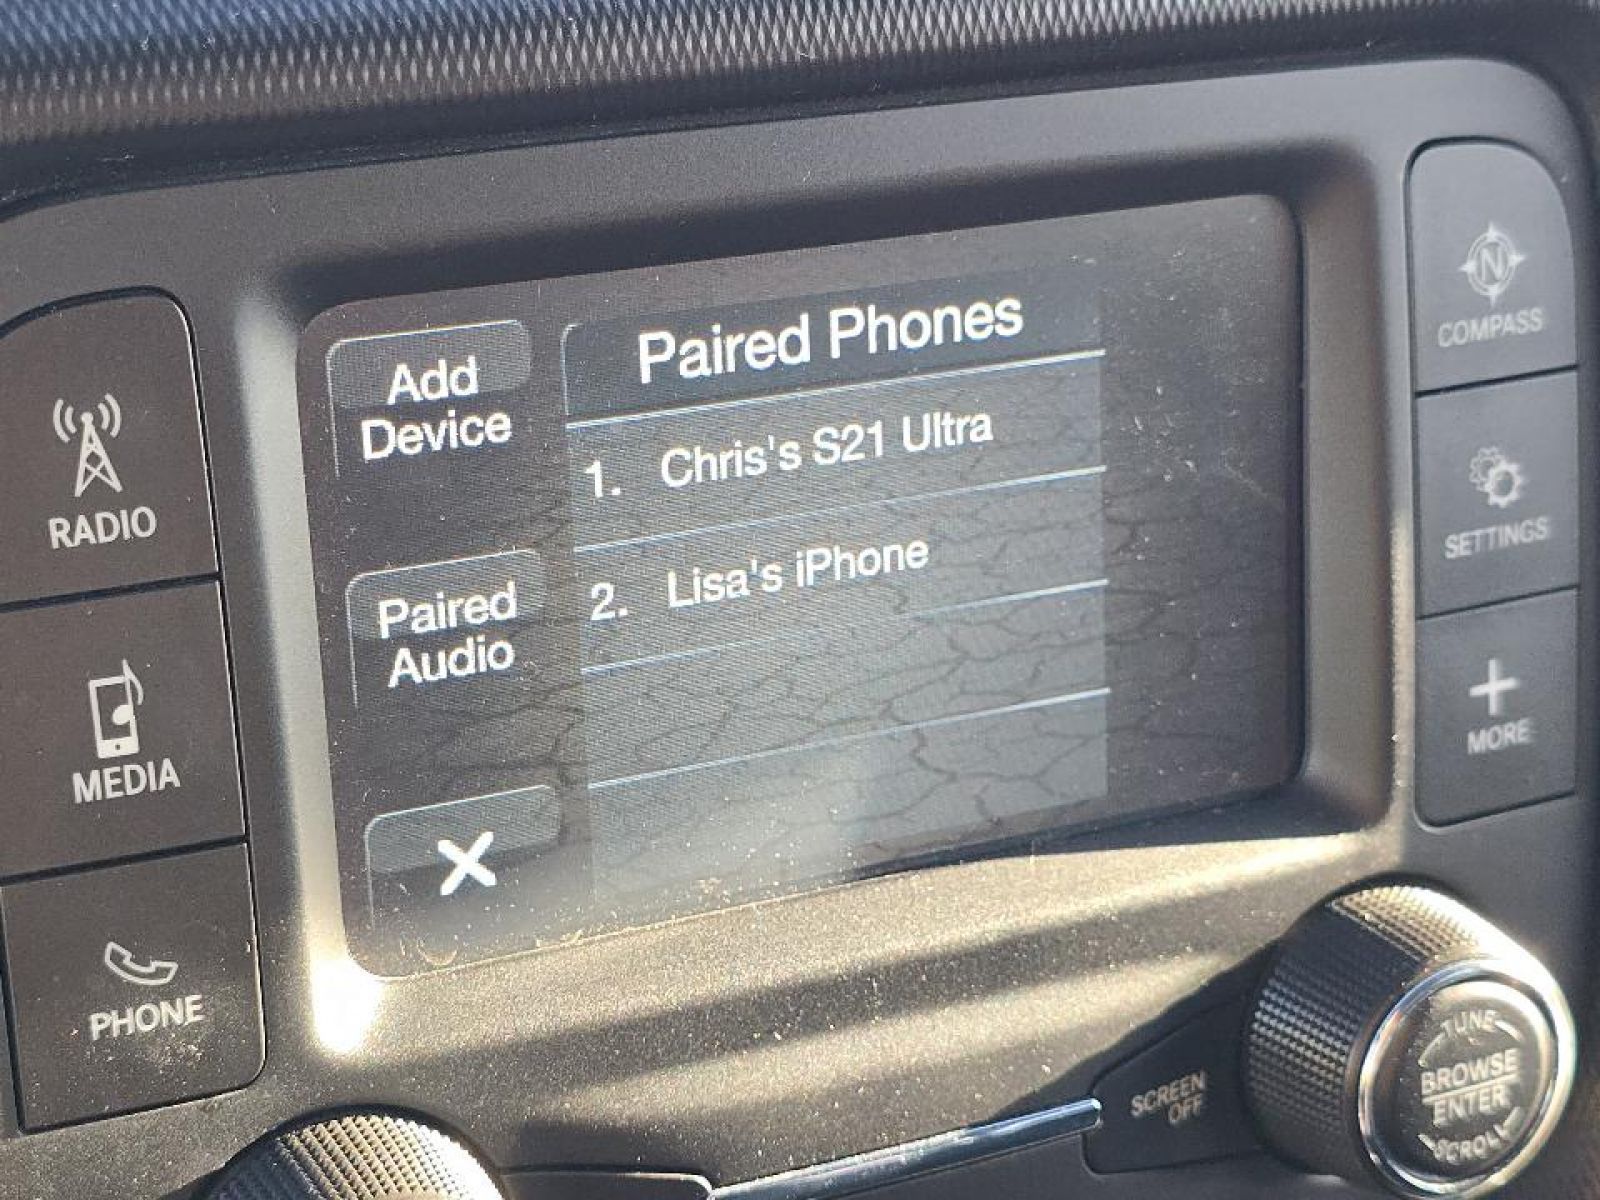 Paired Phones
Add
Device
1. Chris's S21 Ultra
2. Lisa's iPhone
Paired
Audio
RADIO
MEDIA
PHONE
N
COMPASS
SETTINGS
MORE
SCREEN
OFF
TUNE
BROWSE
ENTER
SCROLL